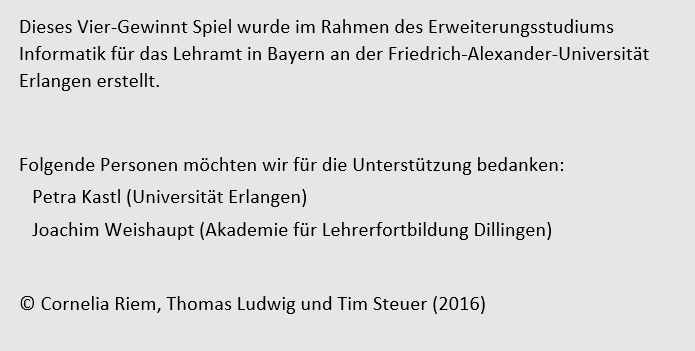 Dieses Vier-Gewinnt Spiel wurde im Rahmen des Erweiterungsstudiums
Informatik für das Lehramt in Bayern an der Friedrich-Alexander-Universität
Erlangen erstellt.
Folgende Personen möchten wir für die Unterstützung bedanken:
Petra Kastl (Universität Erlangen)
Joachim Weishaupt (Akademie für Lehrerfortbildung Dillingen)
© Cornelia Riem, Thomas Ludwig und Tim Steuer (2016)